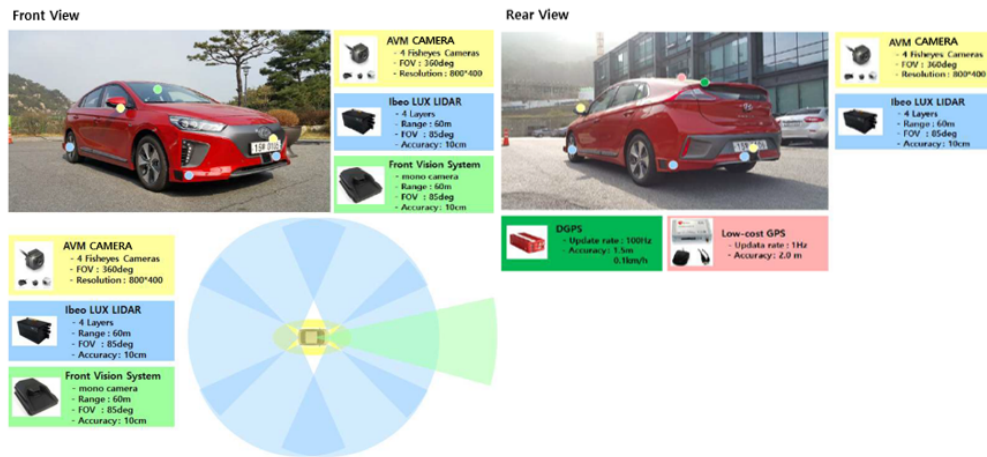 Front View
AVM CAMERA
- 4 Fisheyes Cameras
- FOV : 360deg
- Resolution : 800*400
Ibeo LUX LIDAR
- 4 Layers
- Range : 60m
- FOV : 85deg
- Accuracy : 10cm
Front Vision System
- mono camera
- Range : 60m
- FOV : 85deg
- Accuracy : 10cm
Rear View
AVM CAMERA
- 4 Fisheyes Cameras
- FOV : 360deg
- Resolution : 800*400
Ibeo LUX LIDAR
- 4 Layers
- Range : 60m
- FOV : 85deg
- Accuracy : 10cm
DGPS
- Update rate : 100Hz
- Accuracy : 1.5m
0.1km/h
Low-cost GPS
- Updata rate : 1Hz
- Accuracy : 2.0 m
AVM CAMERA
- 4 Fisheyes Cameras
- FOV : 360deg
- Resolution : 800*400
Ibeo LUX LIDAR
- 4 Layers
- Range : 60m
- FOV : 85deg
- Accuracy : 10cm
Front Vision System
- mono camera
- Range : 60m
- FOV : 85deg
- Accuracy : 10cm